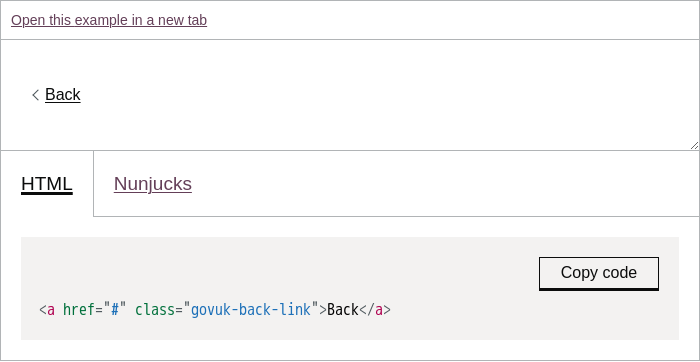 Open this example in a new tab
Back
HTML
Nunjucks
Copy code
<a href="#" class="govuk-back-link">Back</a>